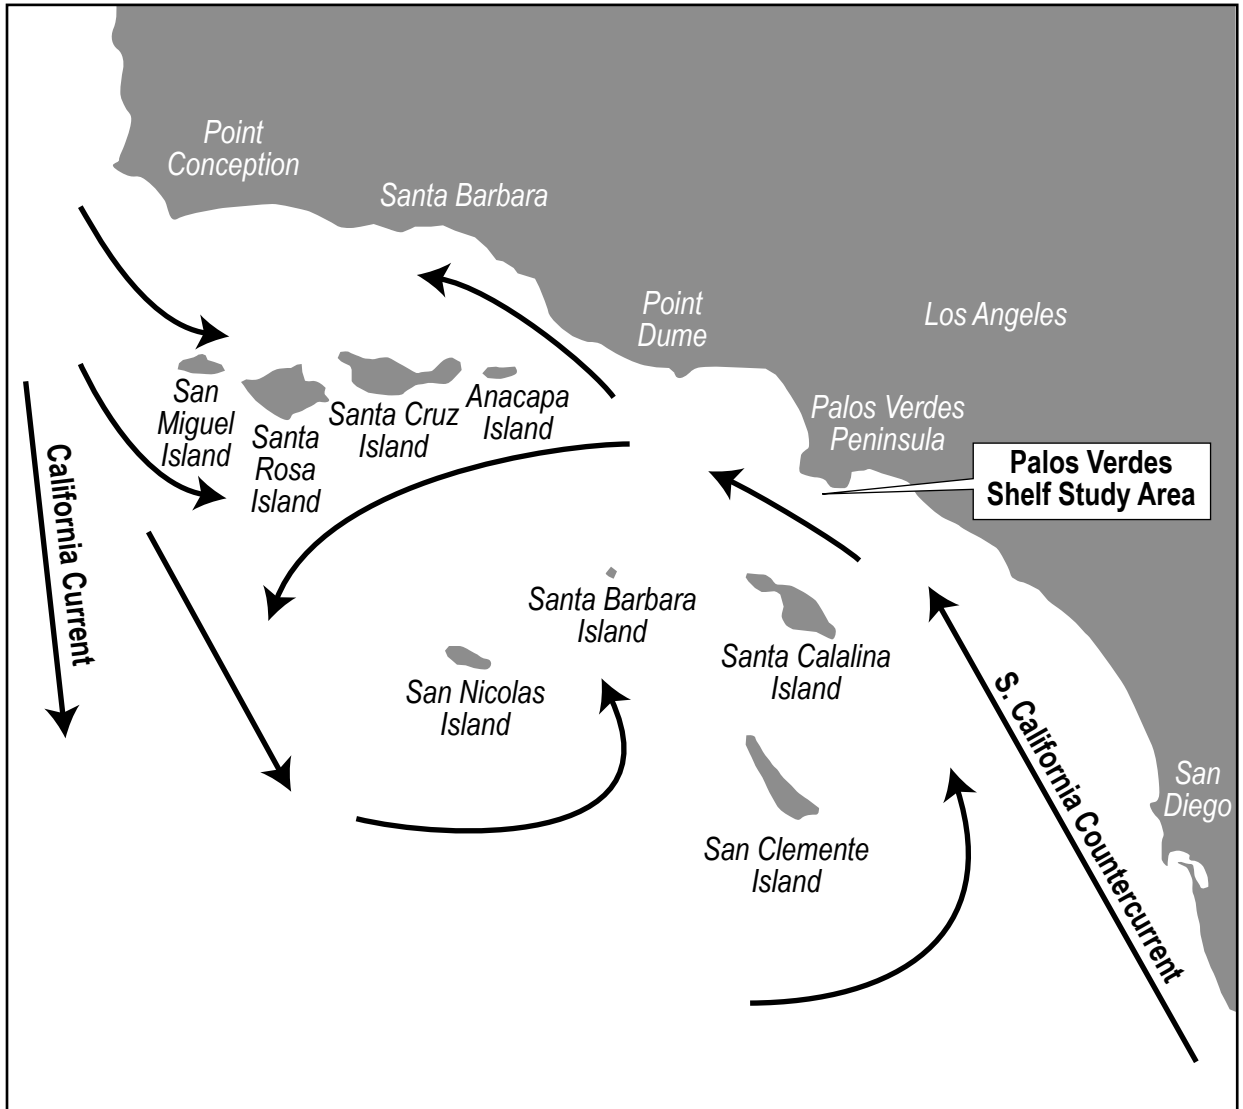 Point
Conception
Santa Barbara
Point
Dume
Los Angeles
San
Miguel
Island
Santa
Rosa
Island
Santa Cruz
Island
Anacapa
Island
Palos Verdes
Peninsula
Palos Verdes
Shelf Study Area
California Current
Santa Barbara
Island
San Nicolas
Island
Santa Calalina
Island
S. California Countercurrent
San
Diego
San Clemente
Island